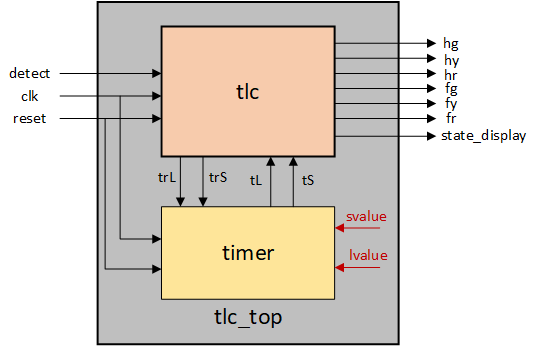 hg
hy
detect
hr
tlc
fg
clk
fy
reset
fr
state_display
trL
trS
tL
tS
svalue
timer
lvalue
tlc_top